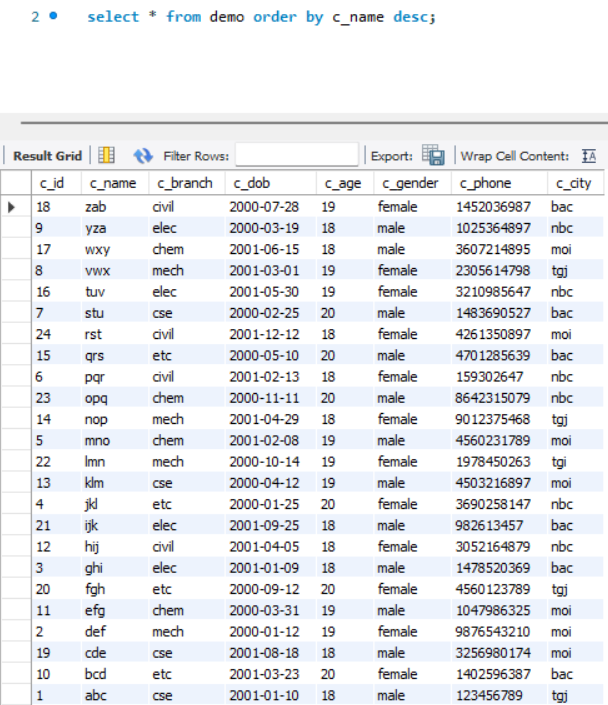 2 select * from demo order by c_name desc;
Result Grid Filter Rows: Export: Wrap Cell Content: IA
c_id c_name c_branch c_dob c_age c_gender c_phone c_city
18 zab civil 2000-07-28 19 female 1452036987 bac
9 yza elec 2000-03-19 18 male 1025364897 nbc
17 wxy chem 2001-06-15 18 male 3607214895 moi
8 vwx mech 2001-03-01 19 female 2305614798 tgj
16 tuv elec 2001-05-30 19 female 3210985647 nbc
7 stu cse 2000-02-25 20 male 1483690527 bac
24 rst civil 2001-12-12 18 female 4261350897 moi
15 qrs etc 2000-05-10 20 male 4701285639 bac
6 pqr civil 2001-02-13 18 female 159302647 nbc
23 opq chem 2000-11-11 20 male 8642315079 nbc
14 nop mech 2001-04-29 18 female 9012375468 tgj
5 mno chem 2001-02-08 19 male 4560231789 moi
22 lmn mech 2000-10-14 19 female 1978450263 tgi
13 klm cse 2000-04-12 19 male 4503216897 moi
4 jkl etc 2000-01-25 20 female 3690258147 nbc
21 ijk elec 2001-09-25 18 male 982613457 bac
12 hij civil 2001-04-05 18 female 3052164879 nbc
3 ghi elec 2001-01-09 18 male 1478520369 bac
20 fgh etc 2000-09-12 20 female 4560123789 tgj
11 efg chem 2000-03-31 19 male 1047986325 moi
2 def mech 2000-01-12 19 female 9876543210 moi
19 cde cse 2001-08-18 18 male 3256980174 moi
10 bcd etc 2001-03-23 20 female 1402596387 bac
1 abc cse 2001-01-10 18 male 123456789 tgj